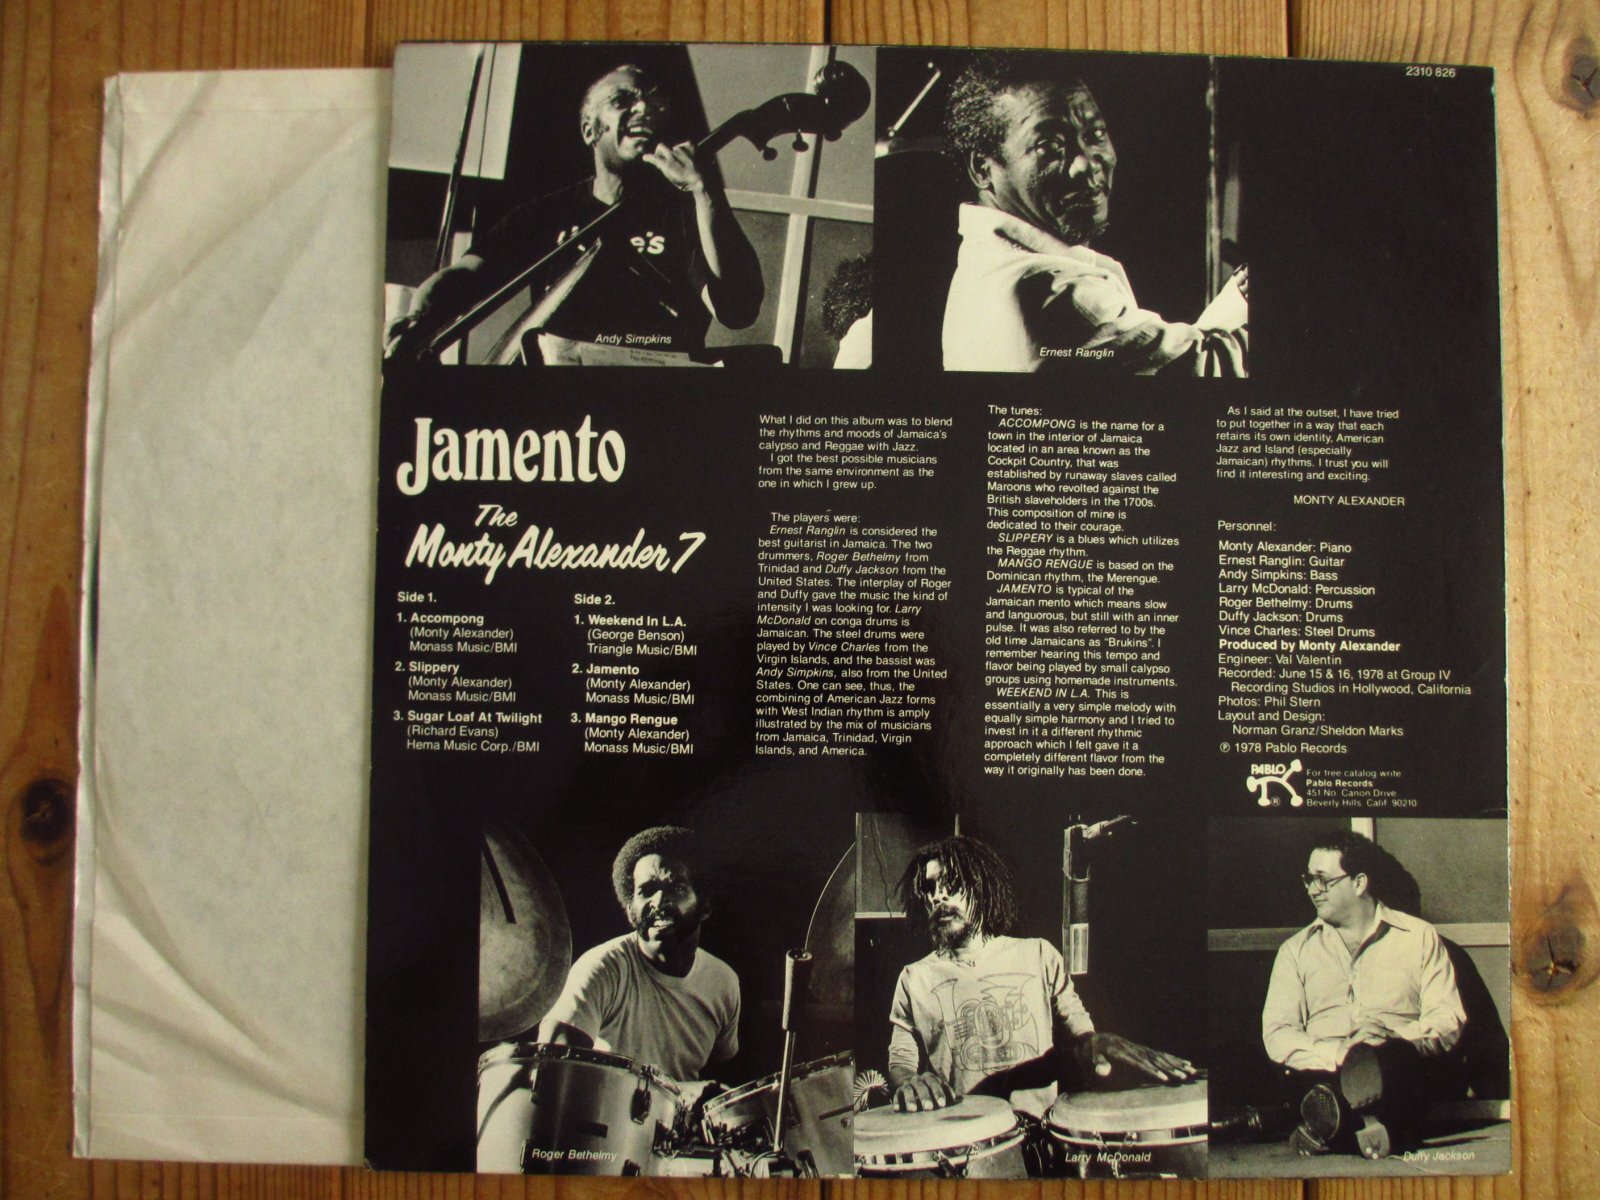 2310 826
Andy Simpkins
Ernest Ranglin
Jamento
The
Monty Alexander 7
Side 1.
1. Accompong
(Monty Alexander)
Monass Music/BMI
2. Slippery
(Monty Alexander)
Monass Music/BMI
3. Sugar Loaf At Twilight
(Richard Evans)
Hema Music Corp./BMI
Side 2.
1. Weekend In L.A.
(George Benson)
Triangle Music/BMI
2. Jamento
(Monty Alexander)
Monass Music/BMI
3. Mango Rengue
(Monty Alexander)
Monass Music/BMI
What I did on this album was to blend
the rhythms and moods of Jamaica's
calypso and Reggae with Jazz.
I got the best possible musicians
from the same environment as the
one in which I grew up.
The players were:
Ernest Ranglin is considered the
best guitarist in Jamaica. The two
drummers, Roger Bethelmy from
Trinidad and Duffy Jackson from the
United States. The interplay of Roger
and Duffy gave the music the kind of
intensity I was looking for. Larry
McDonald on conga drums is
Jamaican. The steel drums were
played by Vince Charles from the
Virgin Islands, and the bassist was
Andy Simpkins, also from the United
States. One can see, thus, the
combining of American Jazz forms
with West Indian rhythm is amply
illustrated by the mix of musicians
from Jamaica, Trinidad, Virgin
Islands, and America.
The tunes:
ACCOMPONG is the name for a
town in the interior of Jamaica
located in an area known as the
Cockpit Country, that was
established by runaway slaves called
Maroons who revolted against the
British slaveholders in the 1700s.
This composition of mine is
dedicated to their courage.
SLIPPERY is a blues which utilizes
the Reggae rhythm.
MANGO RENGUE is based on the
Dominican rhythm, the Merengue.
JAMENTO is typical of the
Jamaican mento which means slow
and languorous, but still with an inner
pulse. It was also referred to by the
old time Jamaicans as "Brukins". I
remember hearing this tempo and
flavor being played by small calypso
groups using homemade instruments.
WEEKEND IN L.A. This is
essentially a very simple melody with
equally simple harmony and I tried to
invest in it a different rhythmic
approach which I felt gave it a
completely different flavor from the
way it originally has been done.
As I said at the outset, I have tried
to put together in a way that each
retains its own identity, American
Jazz and Island (especially
Jamaican) rhythms. I trust you will
find it interesting and exciting.
MONTY ALEXANDER
Personnel:
Monty Alexander: Piano
Ernest Ranglin: Guitar
Andy Simpkins: Bass
Larry McDonald: Percussion
Roger Bethelmy: Drums
Duffy Jackson: Drums
Vince Charles: Steel Drums
Produced by Monty Alexander
Engineer: Val Valentin
Recorded: June 15 & 16, 1978 at Group IV
Recording Studios in Hollywood, California
Photos: Phil Stern
Layout and Design:
Norman Granz/Sheldon Marks
℗ 1978 Pablo Records
PABLO
®
For free catalog write
Pablo Records
451 No. Canon Drive
Beverly Hills, Calif. 90210
Roger Bethelmy
Larry McDonald
Duffy Jackson